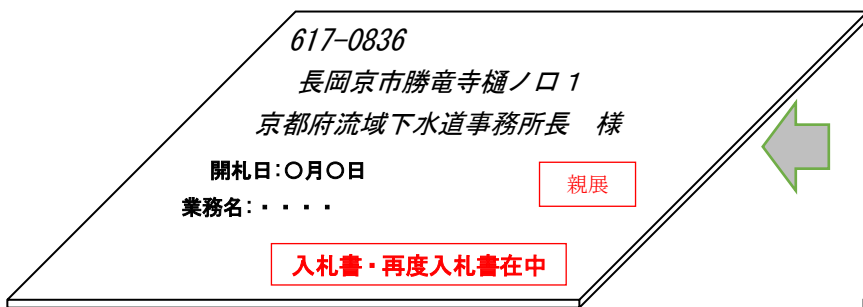 617-0836
長岡京市勝竜寺樋ノ口1
京都府流域下水道事務所長　様
開札日:〇月〇日
親展
業務名:・・・・
入札書・再度入札書在中